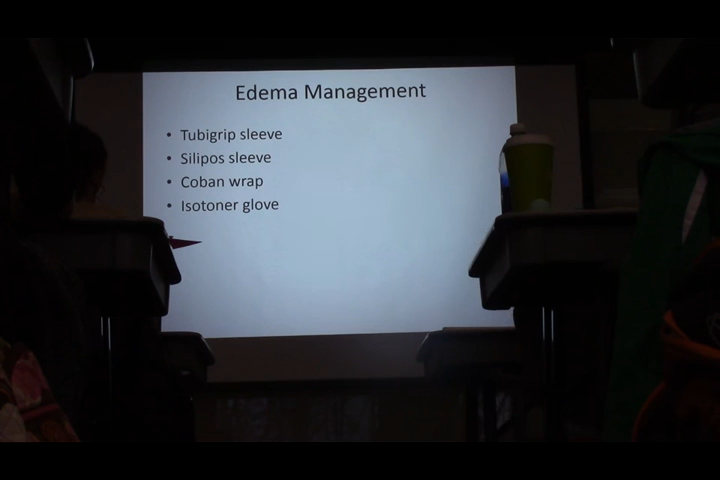 Edema Management
• Tubigrip sleeve
• Silipos sleeve
• Coban wrap
• Isotoner glove